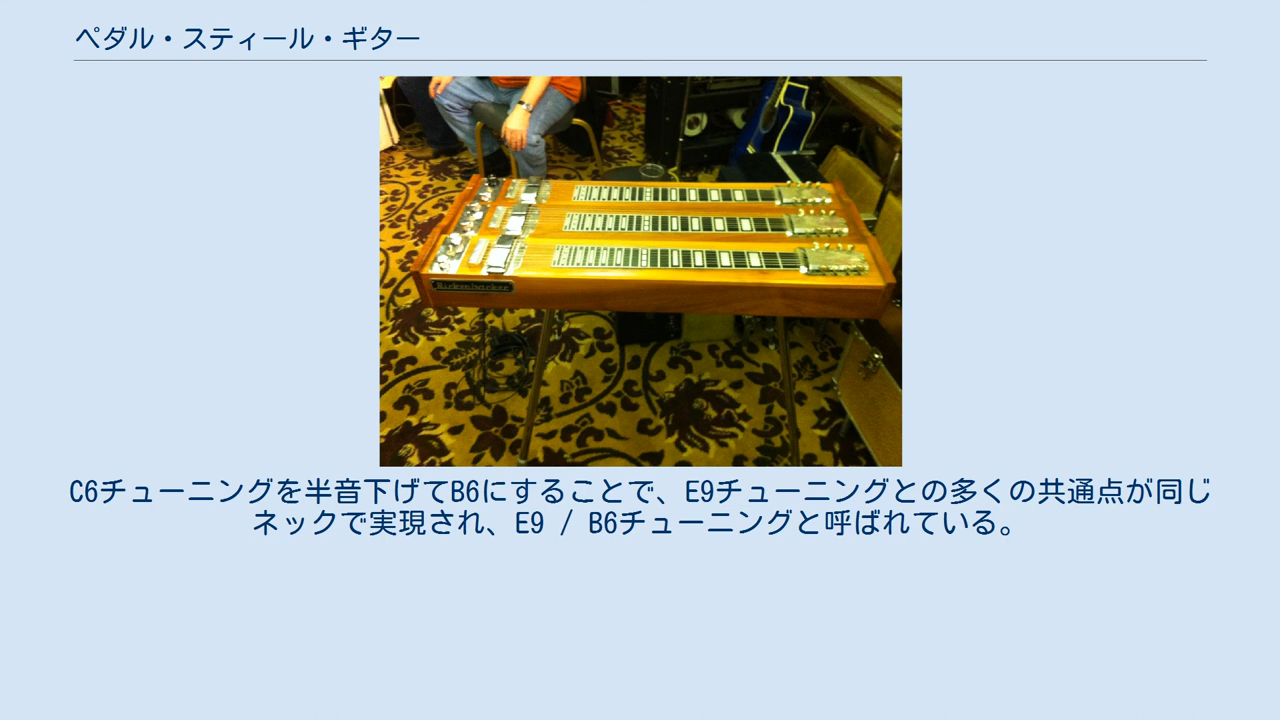 ペダル・スティール・ギター
Rickenbacker
C6チューニングを半音下げてB6にすることで、E9チューニングとの多くの共通点が同じ
ネックで実現され、E9 / B6チューニングと呼ばれている。